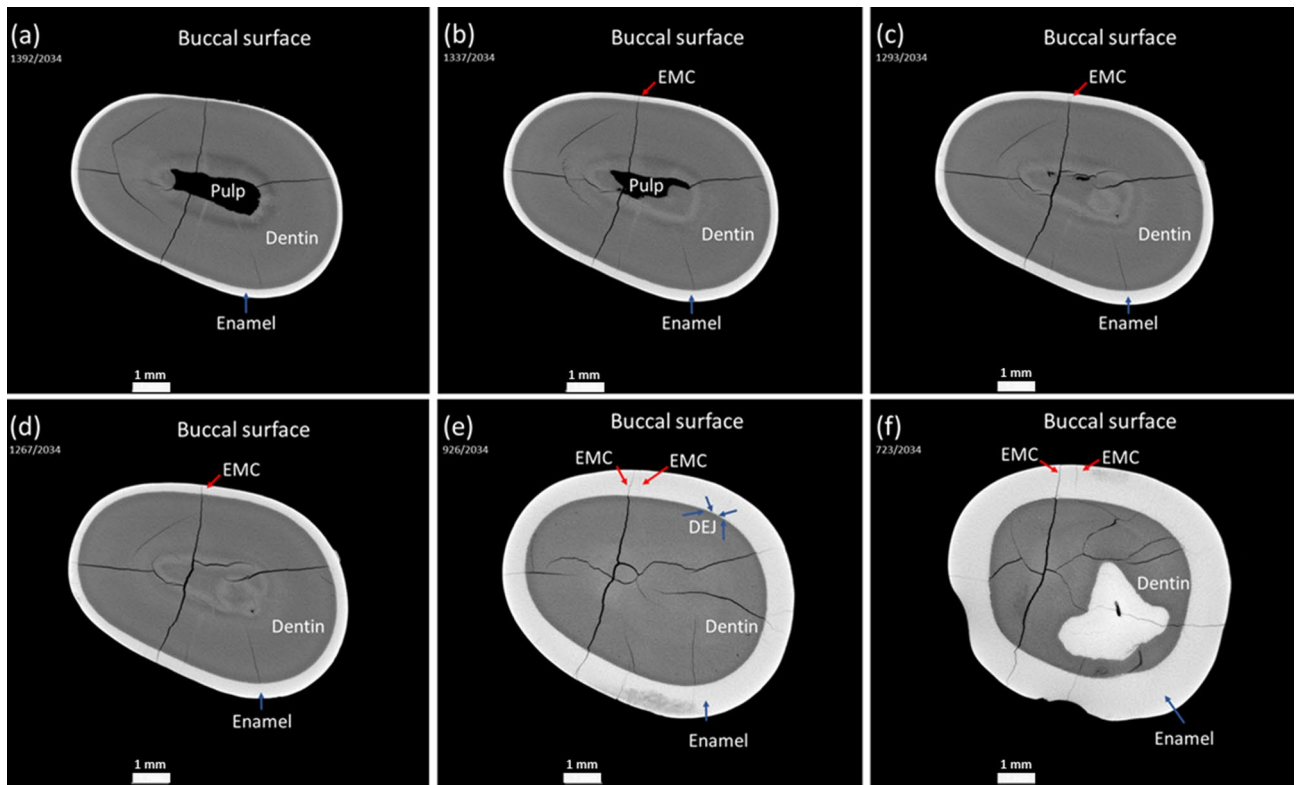 (a)
1392/2034
Buccal surface
Pulp
Dentin
Enamel
1 mm
(b)
1337/2034
Buccal surface
EMC
Pulp
Dentin
Enamel
1 mm
(c)
1293/2034
Buccal surface
EMC
Dentin
Enamel
1 mm
(d)
1267/2034
Buccal surface
EMC
Dentin
Enamel
1 mm
(e)
926/2034
Buccal surface
EMC EMC
DEJ
Dentin
Enamel
1 mm
(f)
723/2034
Buccal surface
EMC EMC
Dentin
Enamel
1 mm